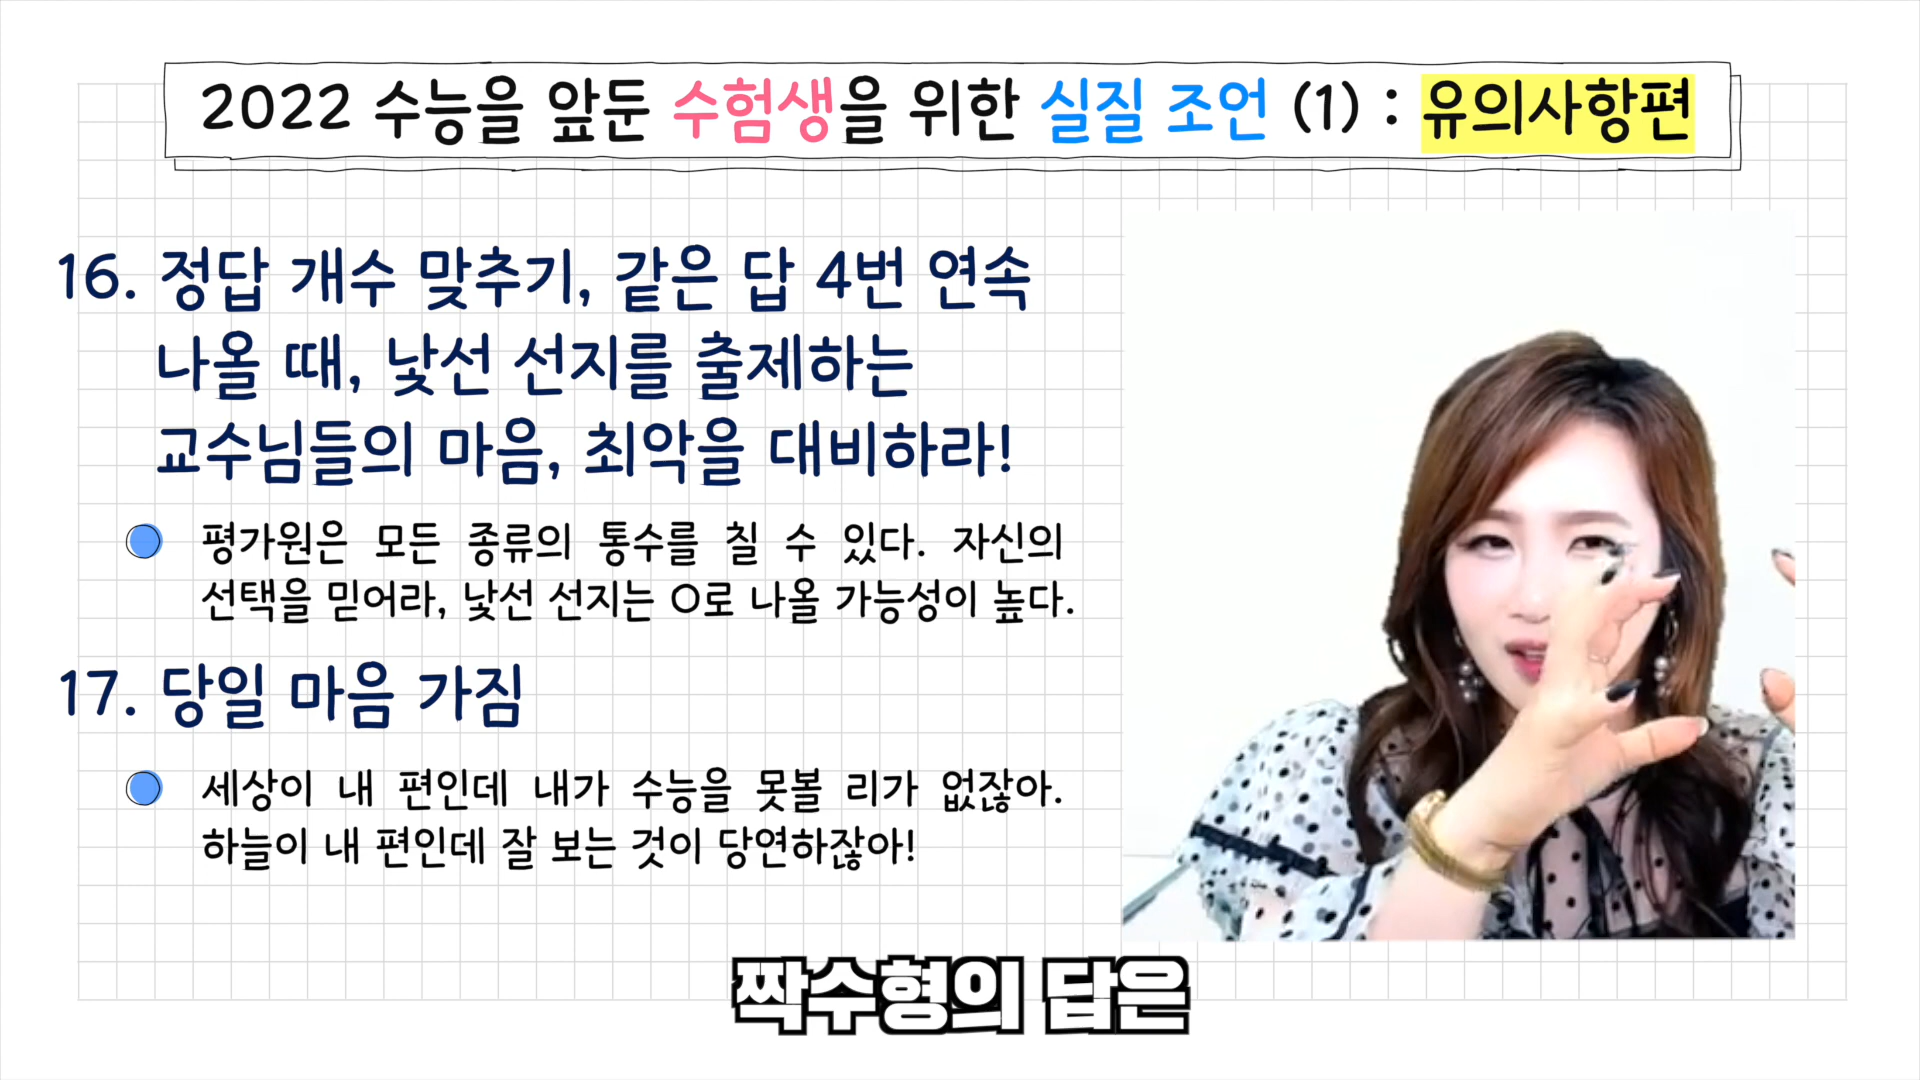 2022 수능을 앞둔 수험생을 위한 실질 조언 (1) : 유의사항편
16. 정답 개수 맞추기, 같은 답 4번 연속
나올 때, 낯선 선지를 출제하는
교수님들의 마음, 최악을 대비하라!
평가원은 모든 종류의 통수를 칠 수 있다. 자신의
선택을 믿어라, 낯선 선지는 O로 나올 가능성이 높다.
17. 당일 마음 가짐
세상이 내 편인데 내가 수능을 못볼 리가 없잖아.
하늘이 내 편인데 잘 보는 것이 당연하잖아!
짝수형의 답은